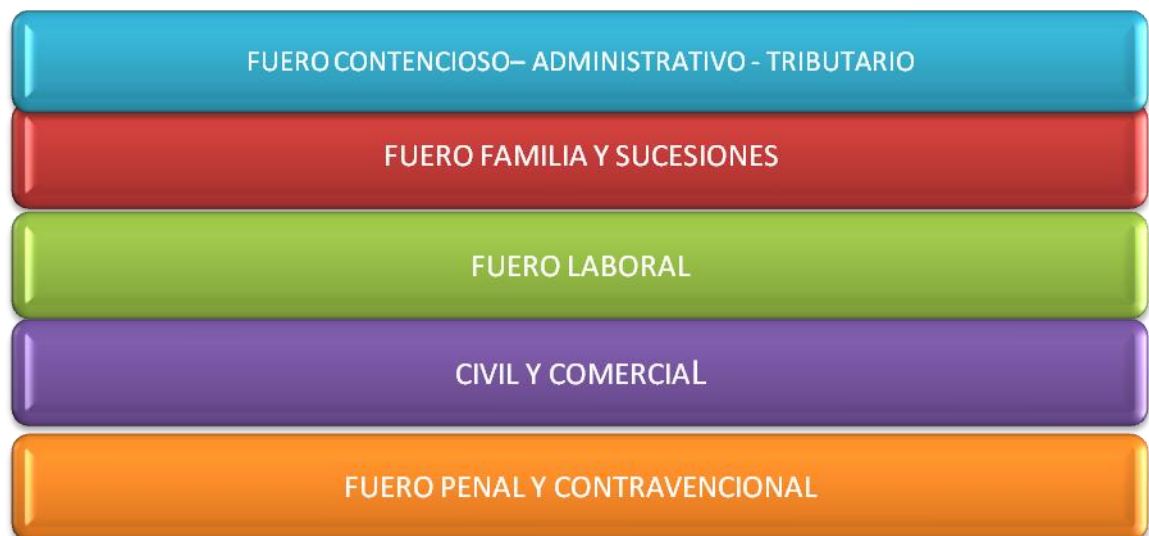 FUERO CONTENCIOSO– ADMINISTRATIVO - TRIBUTARIO
FUERO FAMILIA Y SUCESIONES
FUERO LABORAL
CIVIL Y COMERCIAL
FUERO PENAL Y CONTRAVENCIONAL